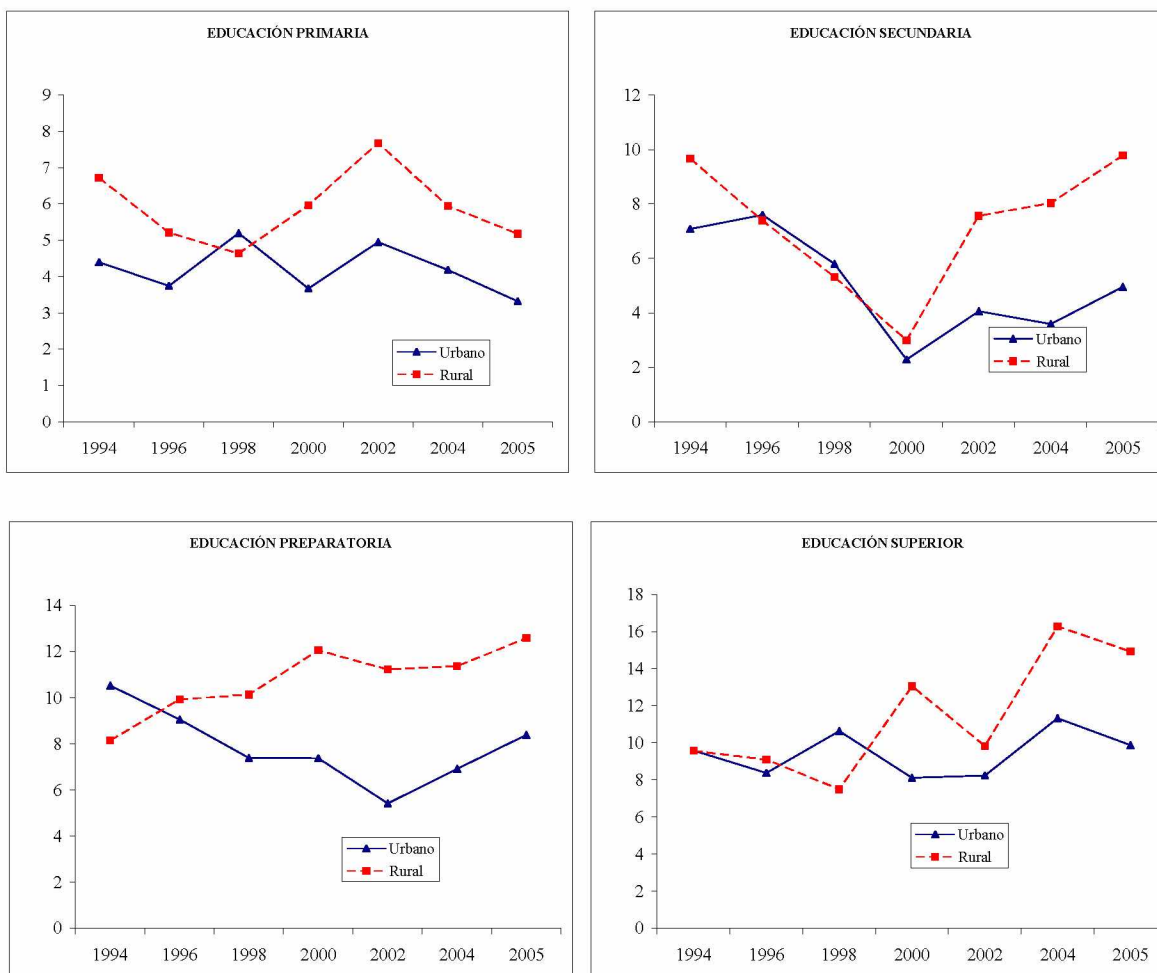 EDUCACIÓN PRIMARIA
9
8
7
6
5
4
3
2
1
0
1994 1996 1998 2000 2002 2004 2005
Urbano
Rural
EDUCACIÓN SECUNDARIA
12
10
8
6
4
2
0
1994 1996 1998 2000 2002 2004 2005
Urbano
Rural
EDUCACIÓN PREPARATORIA
14
12
10
8
6
4
2
0
1994 1996 1998 2000 2002 2004 2005
Urbano
Rural
EDUCACIÓN SUPERIOR
18
16
14
12
10
8
6
4
2
0
1994 1996 1998 2000 2002 2004 2005
Urbano
Rural